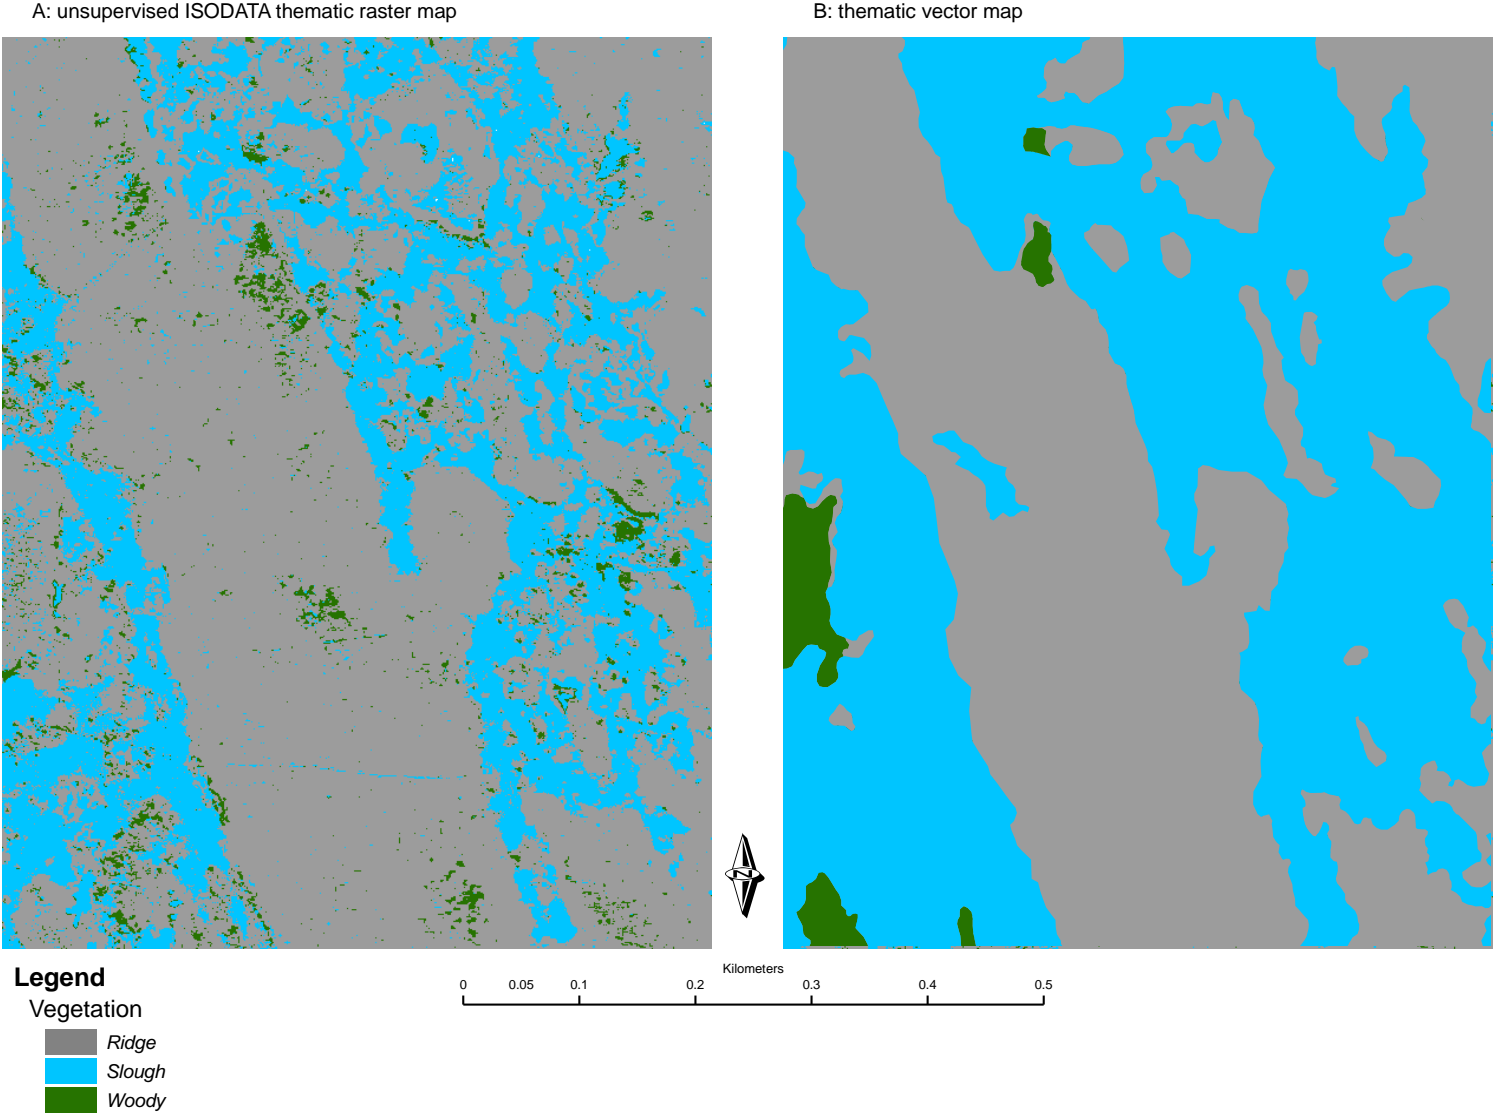 A: unsupervised ISODATA thematic raster map
B: thematic vector map
N
Legend
Vegetation
Ridge
Slough
Woody
Kilometers
0 0.05 0.1 0.2 0.3 0.4 0.5